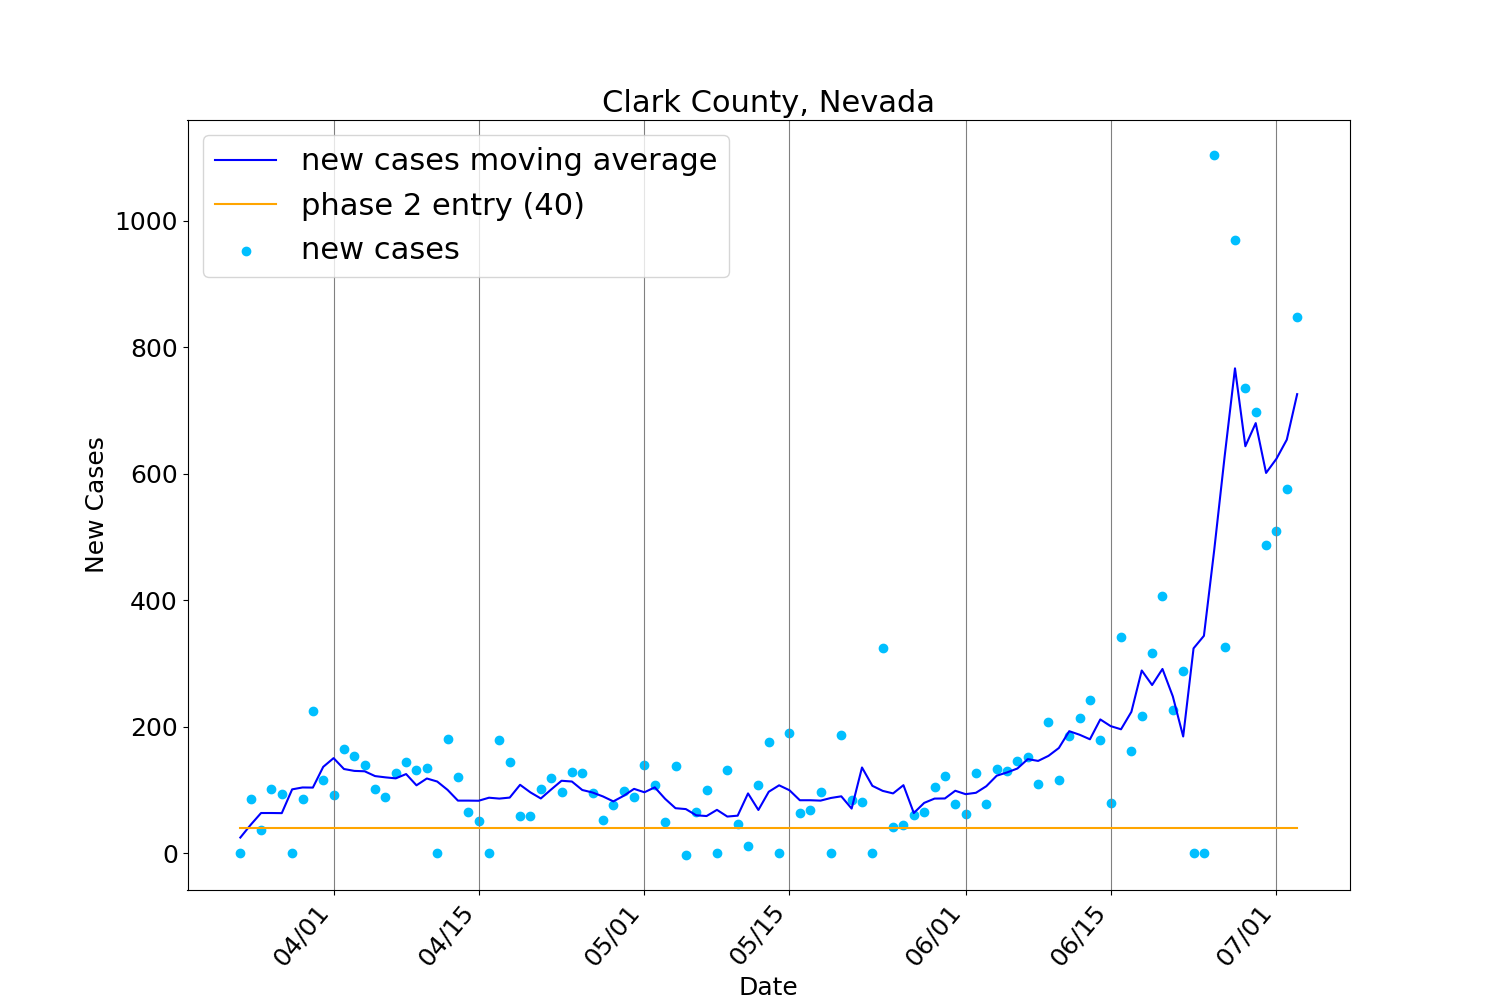 Clark County, Nevada
new cases moving average
phase 2 entry (40)
new cases
1000
800
600
400
200
0
New Cases
04/01
04/15
05/01
05/15
06/01
06/15
07/01
Date